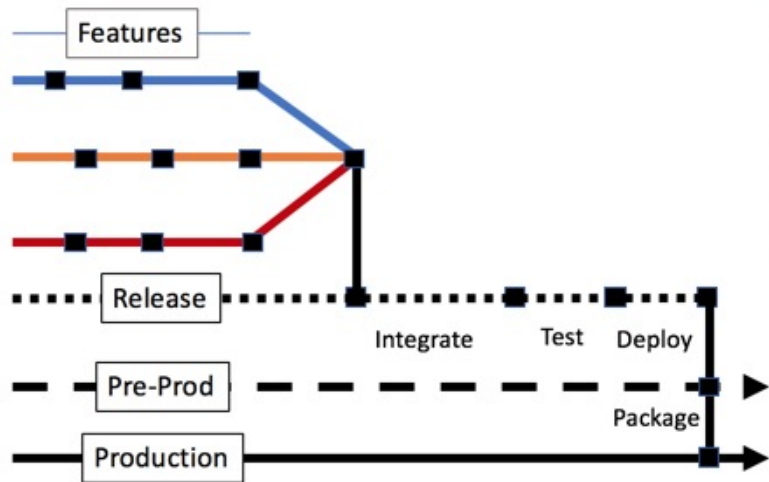 Features
Release
Integrate
Test
Deploy
Pre-Prod
Package
Production